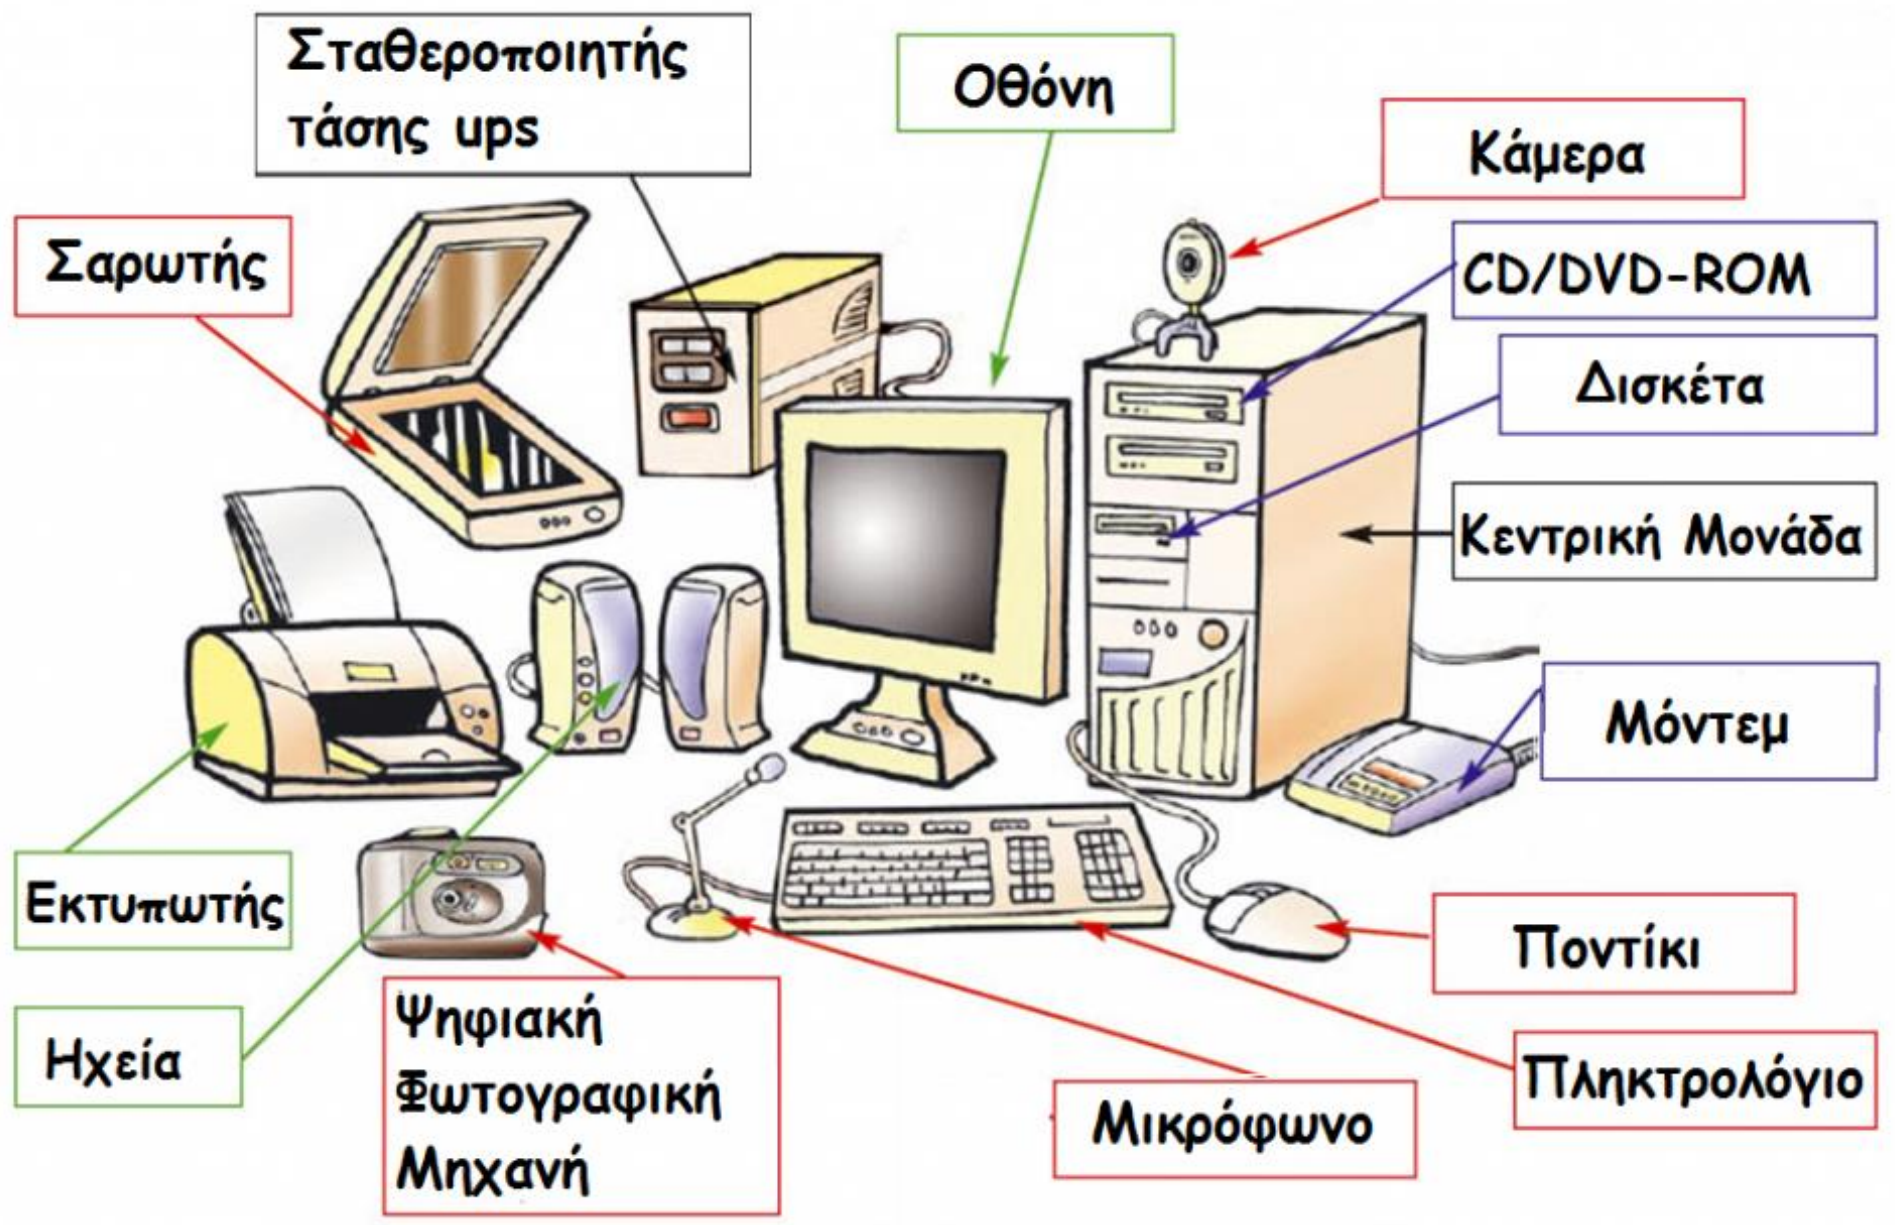 Σταθεροποιητής
τάσης ups
Οθόνη
Κάμερα
Σαρωτής
CD/DVD-ROM
Δισκέτα
Κεντρική Μονάδα
Μόντεμ
Εκτυπωτής
Ποντίκι
Ηχεία
Ψηφιακή
Φωτογραφική
Μηχανή
Μικρόφωνο
Πληκτρολόγιο